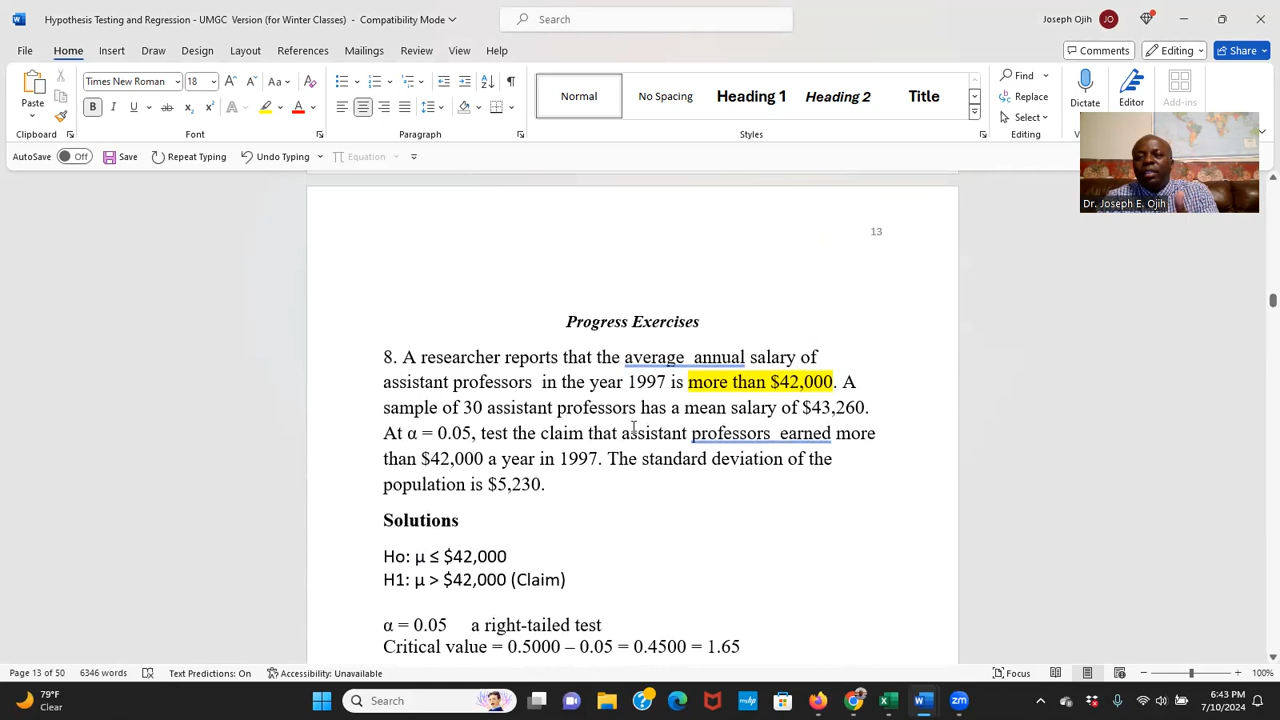 Hypothesis Testing and Regression - UMGC Version (for Winter Classes) - Compatibility Mode
Search
Joseph Ojih
JO
File Home Insert Draw Design Layout References Mailings Review View Help
Comments
Editing
Share
Paste
Times New Roman
18
Normal
No Spacing
Heading 1
Heading 2
Title
Find
Replace
Select
Dictate
Editor
Add-ins
Clipboard
Font
Paragraph
Styles
Editing
AutoSave Off Save Repeat Typing Undo Typing Equation
Dr. Joseph E. Ojih
13
Progress Exercises
8. A researcher reports that the average annual salary of
assistant professors in the year 1997 is more than $42,000. A
sample of 30 assistant professors has a mean salary of $43,260.
At α = 0.05, test the claim that assistant professors earned more
than $42,000 a year in 1997. The standard deviation of the
population is $5,230.
Solutions
Ho: µ ≤ $42,000
H1: µ > $42,000 (Claim)
α = 0.05 a right-tailed test
Critical value = 0.5000 – 0.05 = 0.4500 = 1.65
Page 13 of 50 6346 words Text Predictions: On Accessibility: Unavailable
Focus
100%
79°F
Clear
Search
6:43 PM
7/10/2024